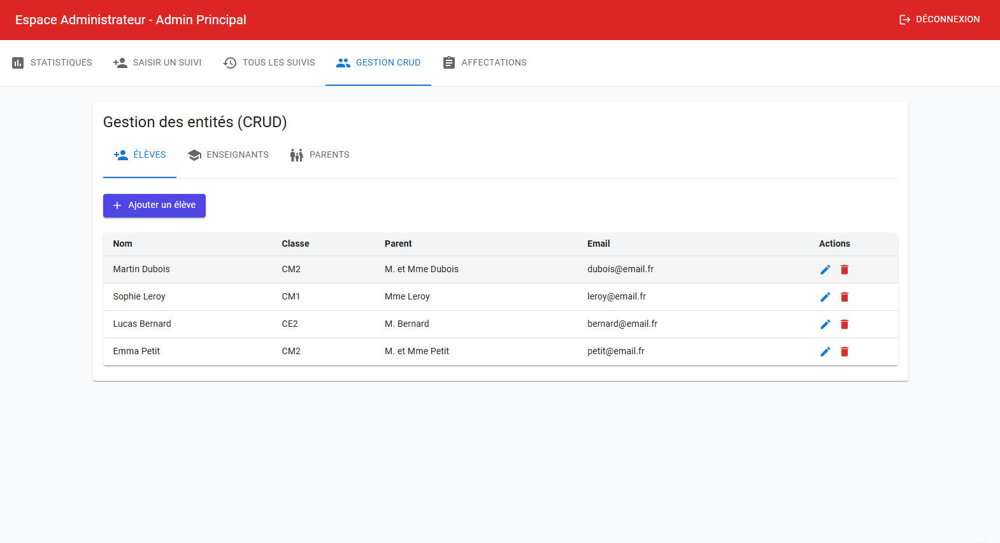 Espace Administrateur - Admin Principal
DÉCONNEXION
STATISTIQUES
SAISIR UN SUIVI
TOUS LES SUIVIS
GESTION CRUD
AFFECTATIONS
Gestion des entités (CRUD)
ÉLÈVES
ENSEIGNANTS
PARENTS
Ajouter un élève
Nom Classe Parent Email Actions
Martin Dubois CM2 M. et Mme Dubois dubois@email.fr
Sophie Leroy CM1 Mme Leroy leroy@email.fr
Lucas Bernard CE2 M. Bernard bernard@email.fr
Emma Petit CM2 M. et Mme Petit petit@email.fr